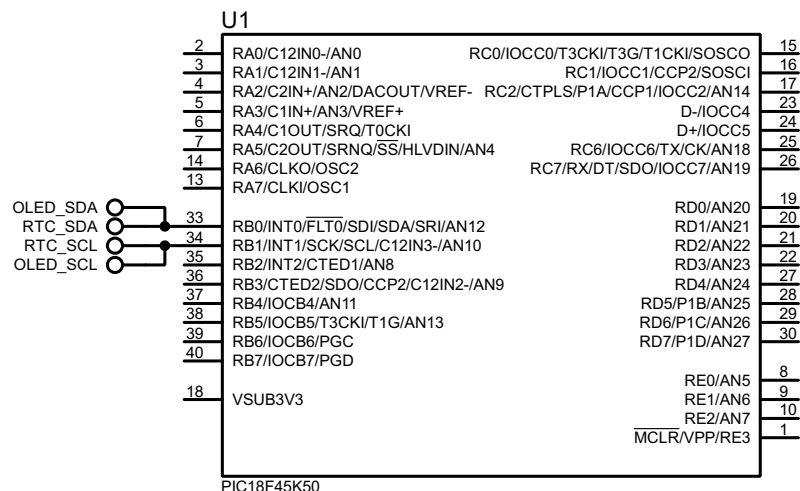 U1
2 RA0/C12IN0-/AN0 RC0/IOCC0/T3CKI/T3G/T1CKI/SOSCO 15
3 RA1/C12IN1-/AN1 RC1/IOCC1/CCP2/SOSCI 16
4 RA2/C2IN+/AN2/DACOUT/VREF- RC2/CTPLS/P1A/CCP1/IOCC2/AN14 17
5 RA3/C1IN+/AN3/VREF+ D-/IOCC4 23
6 RA4/C1OUT/SRQ/T0CKI D+/IOCC5 24
7 RA5/C2OUT/SRNQ/SS/HLVDIN/AN4 RC6/IOCC6/TX/CK/AN18 25
14 RA6/CLKO/OSC2 RC7/RX/DT/SDO/IOCC7/AN19 26
13 RA7/CLKI/OSC1
OLED_SDA RD0/AN20 19
RTC_SDA 33 RB0/INT0/FLT0/SDI/SDA/SRI/AN12 RD1/AN21 20
RTC_SCL 34 RB1/INT1/SCK/SCL/C12IN3-/AN10 RD2/AN22 21
OLED_SCL 35 RB2/INT2/CTED1/AN8 RD3/AN23 22
36 RB3/CTED2/SDO/CCP2/C12IN2-/AN9 RD4/AN24 27
37 RB4/IOCB4/AN11 RD5/P1B/AN25 28
38 RB5/IOCB5/T3CKI/T1G/AN13 RD6/P1C/AN26 29
39 RB6/IOCB6/PGC RD7/P1D/AN27 30
40 RB7/IOCB7/PGD
RE0/AN5 8
18 VSUB3V3 RE1/AN6 9
RE2/AN7 10
MCLR/VPP/RE3 1
PIC18F45K50